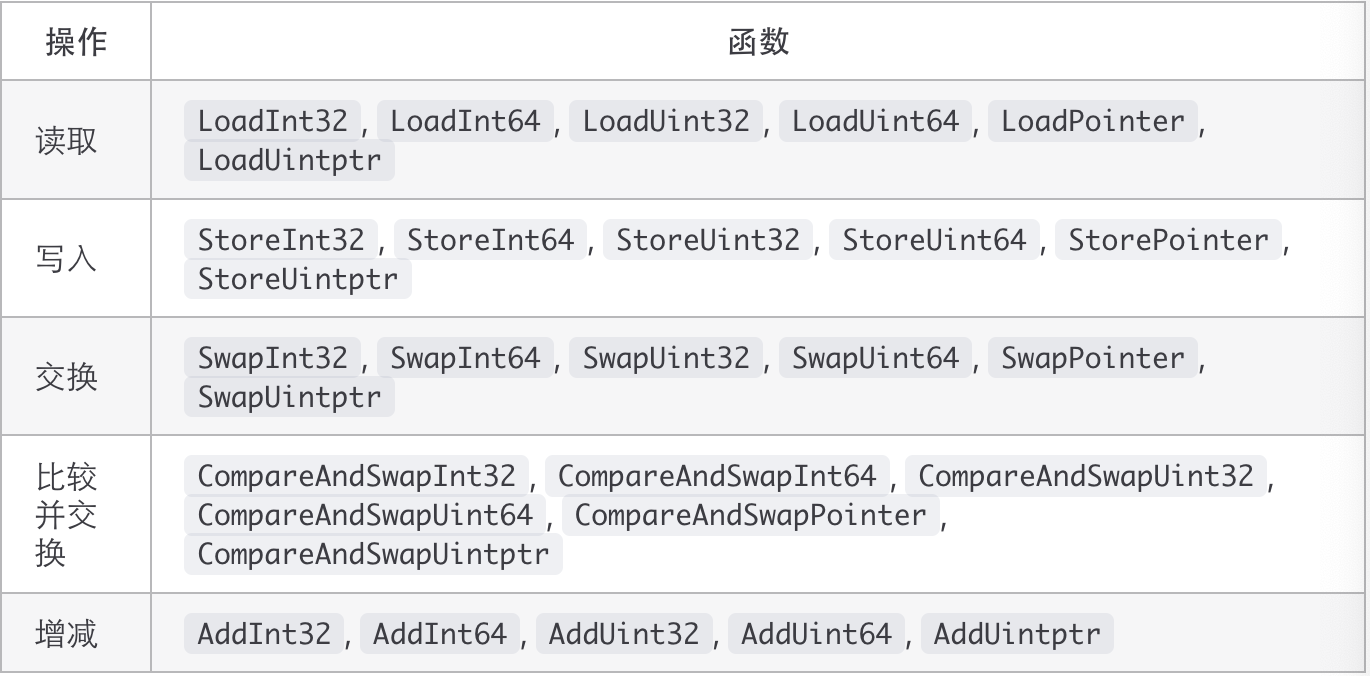 操作 函数
读取
LoadInt32, LoadInt64, LoadUint32, LoadUint64, LoadPointer,
LoadUintptr
写入
StoreInt32, StoreInt64, StoreUint32, StoreUint64, StorePointer,
StoreUintptr
交换
SwapInt32, SwapInt64, SwapUint32, SwapUint64, SwapPointer,
SwapUintptr
比较
并交
换
CompareAndSwapInt32, CompareAndSwapInt64, CompareAndSwapUint32,
CompareAndSwapUint64, CompareAndSwapPointer,
CompareAndSwapUintptr
增减
AddInt32, AddInt64, AddUint32, AddUint64, AddUintptr